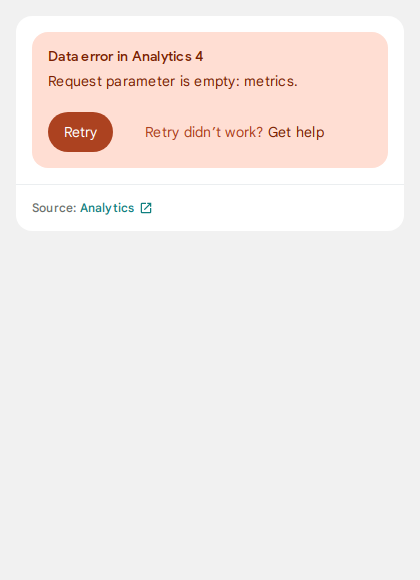 Data error in Analytics 4
Request parameter is empty: metrics.
Retry
Retry didn’t work? Get help
Source: Analytics